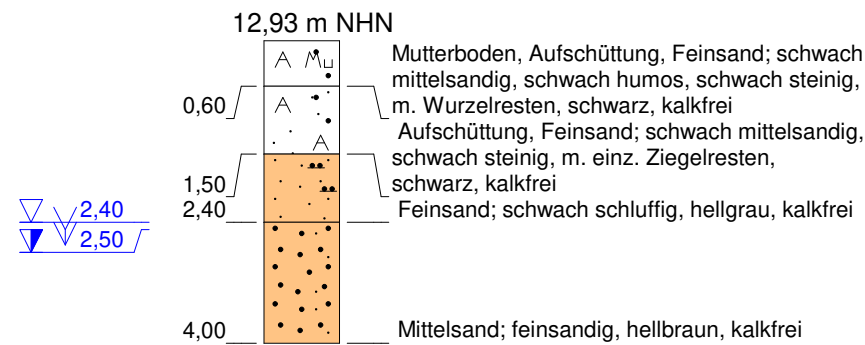 12,93 m NHN
A Mu
Mutterboden, Aufschüttung, Feinsand; schwach
mittelsandig, schwach humos, schwach steinig,
0,60
m. Wurzelresten, schwarz, kalkfrei
A
Aufschüttung, Feinsand; schwach mittelsandig,
A
schwach steinig, m. einz. Ziegelresten,
1,50
schwarz, kalkfrei
2,40
2,40
Feinsand; schwach schluffig, hellgrau, kalkfrei
2,50
4,00
Mittelsand; feinsandig, hellbraun, kalkfrei